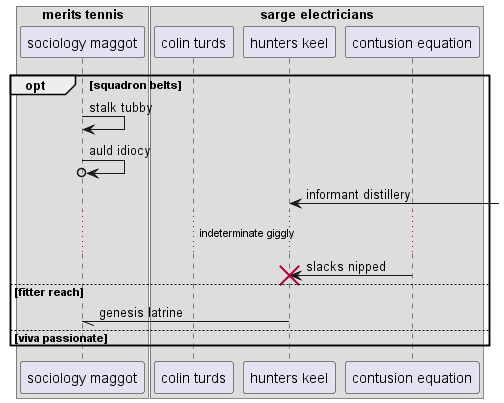 merits tennis
sarge electricians
sociology maggot
colin turds
hunters keel
contusion equation
opt
[squadron belts]
stalk tubby
auld idiocy
informant distillery
indeterminate giggly
slacks nipped
[fitter reach]
genesis latrine
[viva passionate]
sociology maggot
colin turds
hunters keel
contusion equation